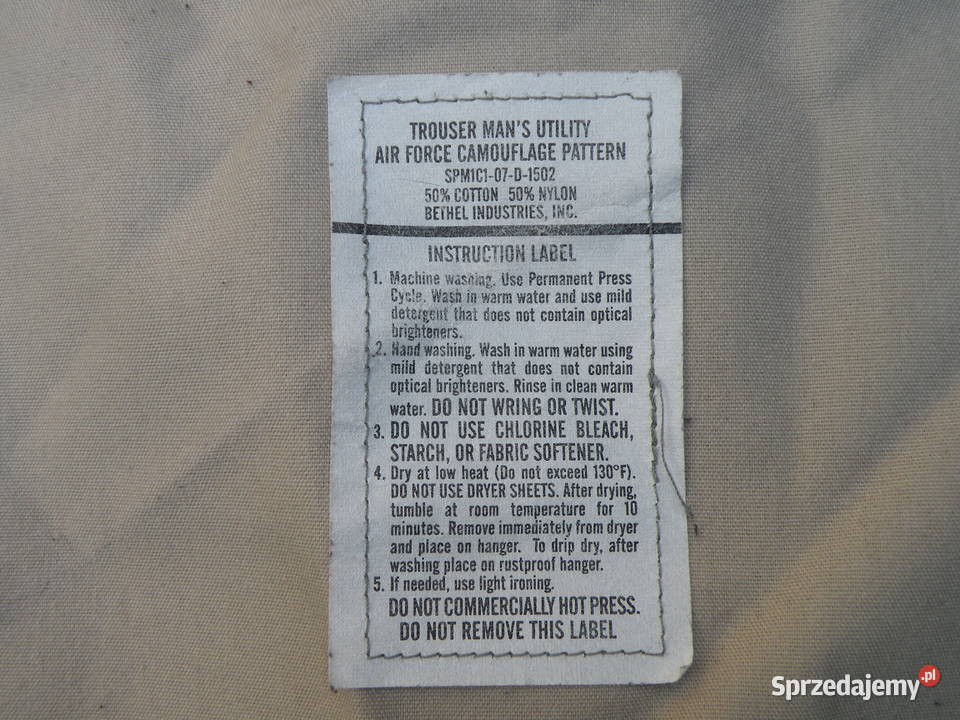 TROUSER MAN'S UTILITY
AIR FORCE CAMOUFLAGE PATTERN
SPM1C1-07-D-1502
50% COTTON 50% NYLON
BETHEL INDUSTRIES, INC.
INSTRUCTION LABEL
1. Machine washing. Use Permanent Press
Cycle. Wash in warm water and use mild
detergent that does not contain optical
brighteners.
2. Hand washing. Wash in warm water using
mild detergent that does not contain
optical brighteners. Rinse in clean warm
water. DO NOT WRING OR TWIST.
3. DO NOT USE CHLORINE BLEACH,
STARCH, OR FABRIC SOFTENER.
4. Dry at low heat (Do not exceed 130°F).
DO NOT USE DRYER SHEETS. After drying,
tumble at room temperature for 10
minutes. Remove immediately from dryer
and place on hanger. To drip dry, after
washing place on rustproof hanger.
5. If needed, use light ironing.
DO NOT COMMERCIALLY HOT PRESS.
DO NOT REMOVE THIS LABEL
Sprzedajemy.pl